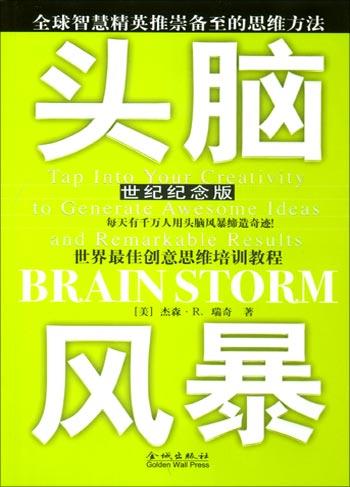 全球智慧精英推崇备至的思维方法
头脑
Tap Into Your Creativity
世纪纪念版
to Generate Awesome Ideas
每天有千万人用头脑风暴缔造奇迹!
and Remarkable Results
世界最佳创意思维培训教程
BRAIN STORM
[美] 杰森·R. 瑞奇 著
风暴
金城出版社
Golden Wall Press